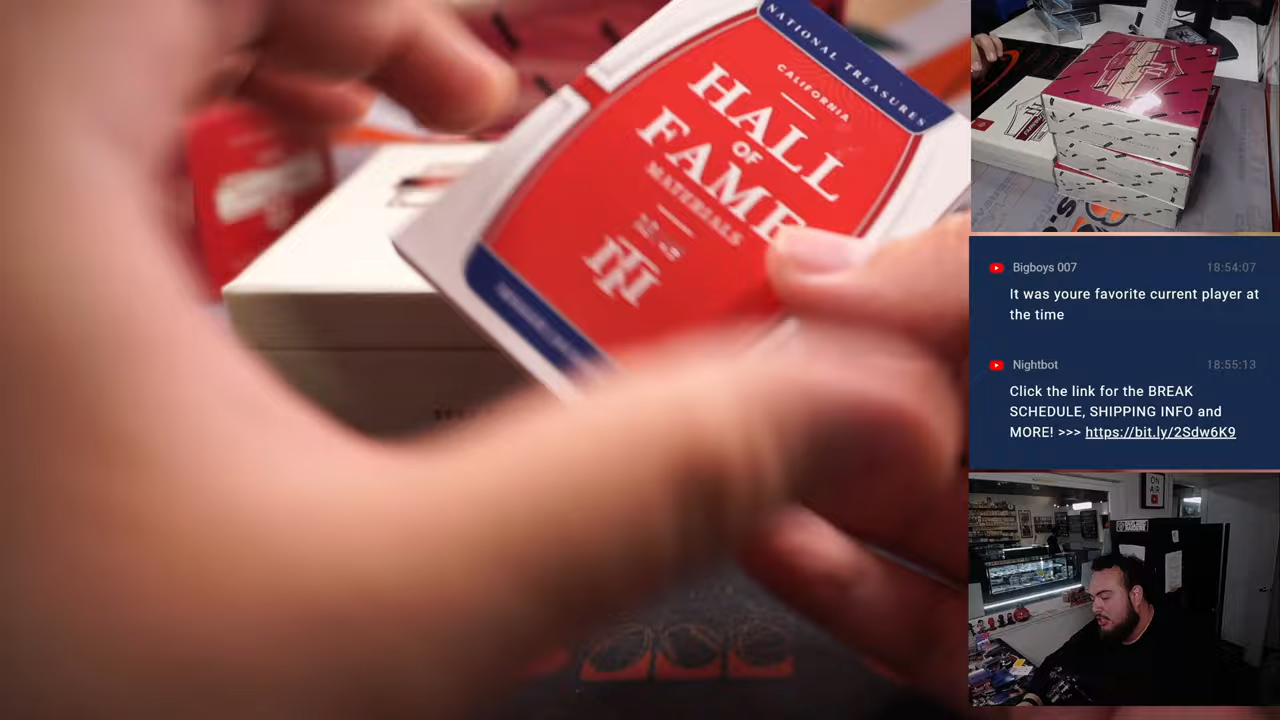 NATIONAL TREASURES
CALIFORNIA
HALL
OF
FAME
MATERIALS
Bigboys 007
18:54:07
It was youre favorite current player at
the time
Nightbot
18:55:13
Click the link for the BREAK
SCHEDULE, SHIPPING INFO and
MORE! >>> https://bit.ly/2Sdw6K9
ON
AIR